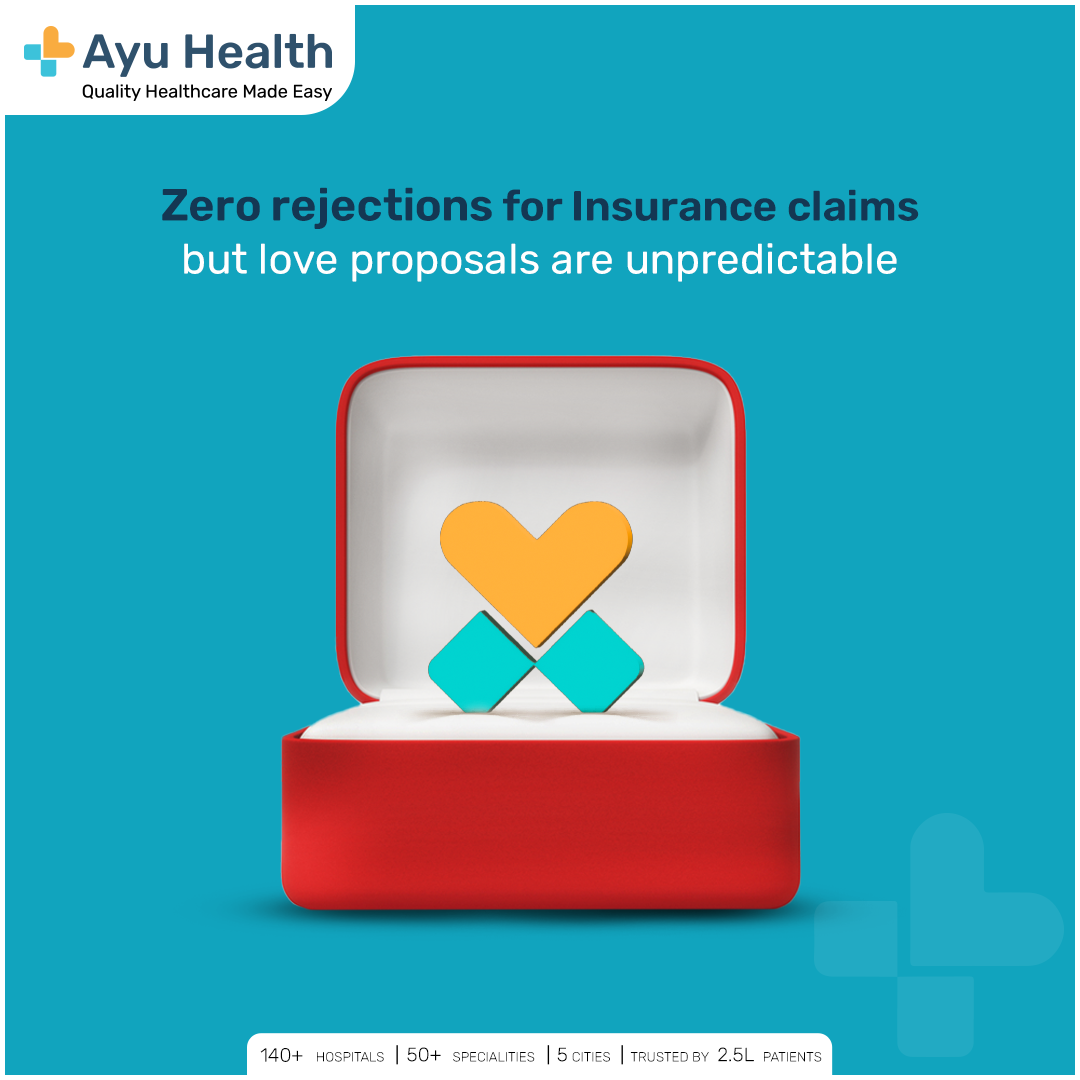 Ayu Health
Quality Healthcare Made Easy
Zero rejections for Insurance claims
but love proposals are unpredictable
140+ HOSPITALS | 50+ SPECIALITIES | 5 CITIES | TRUSTED BY 2.5L PATIENTS